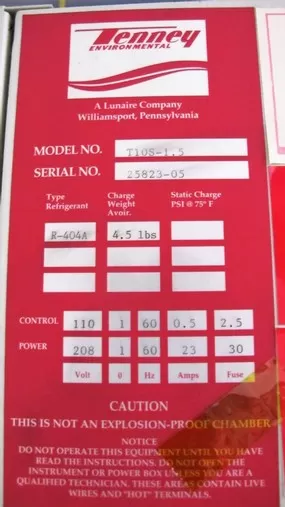 Tenney
ENVIRONMENTAL
A Lunaire Company
Williamsport, Pennsylvania
MODEL NO. T10S-1.5
SERIAL NO. 25823-05
Type Refrigerant Charge Weight Avoir. Static Charge PSI @ 75° F
R-404A 4.5 lbs
CONTROL 110 1 60 0.5 2.5
POWER 208 1 60 23 30
Volt Ø Hz Amps Fuse
CAUTION
THIS IS NOT AN EXPLOSION-PROOF CHAMBER
NOTICE
DO NOT OPERATE THIS EQUIPMENT UNTIL YOU HAVE
READ THE INSTRUCTIONS. DO NOT OPEN THE
INSTRUMENT OR POWER BOX UNLESS YOU ARE A
QUALIFIED TECHNICIAN. THESE AREAS CONTAIN LIVE
WIRES AND "HOT" TERMINALS.